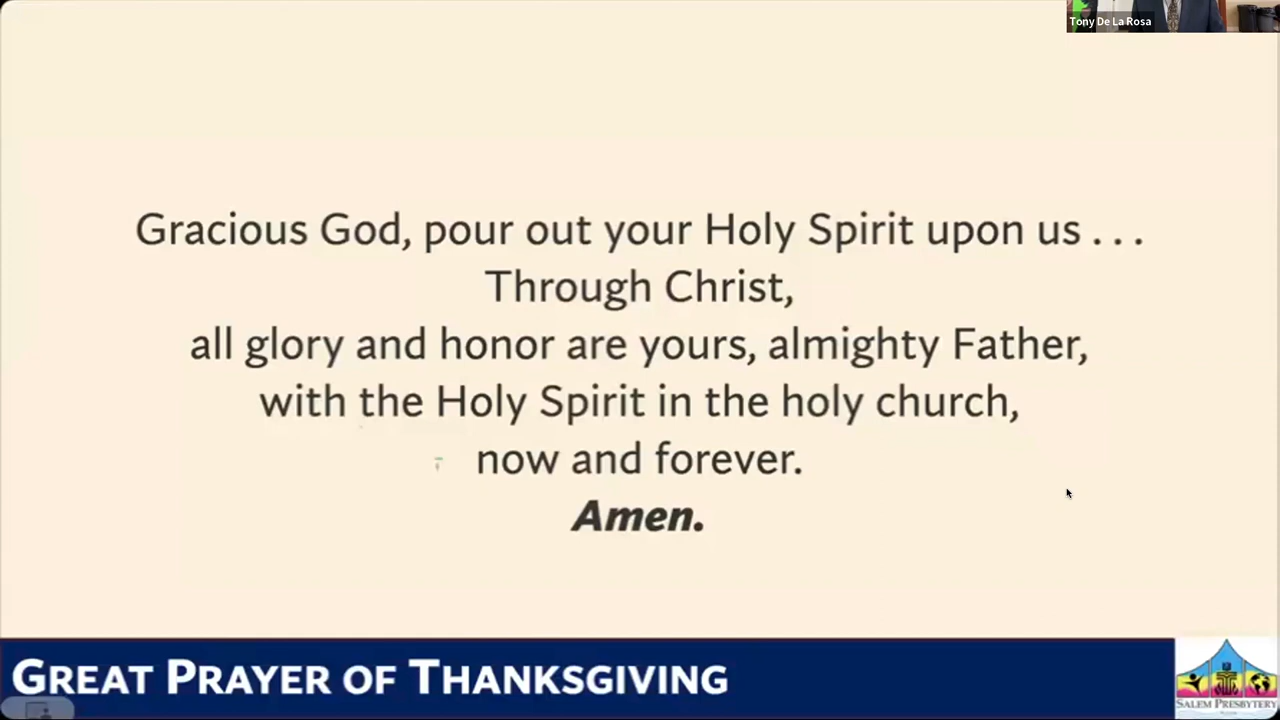 Tony De La Rosa
Gracious God, pour out your Holy Spirit upon us . . .
Through Christ,
all glory and honor are yours, almighty Father,
with the Holy Spirit in the holy church,
now and forever.
Amen.
GREAT PRAYER OF THANKSGIVING
SALEM PRESBYTERY